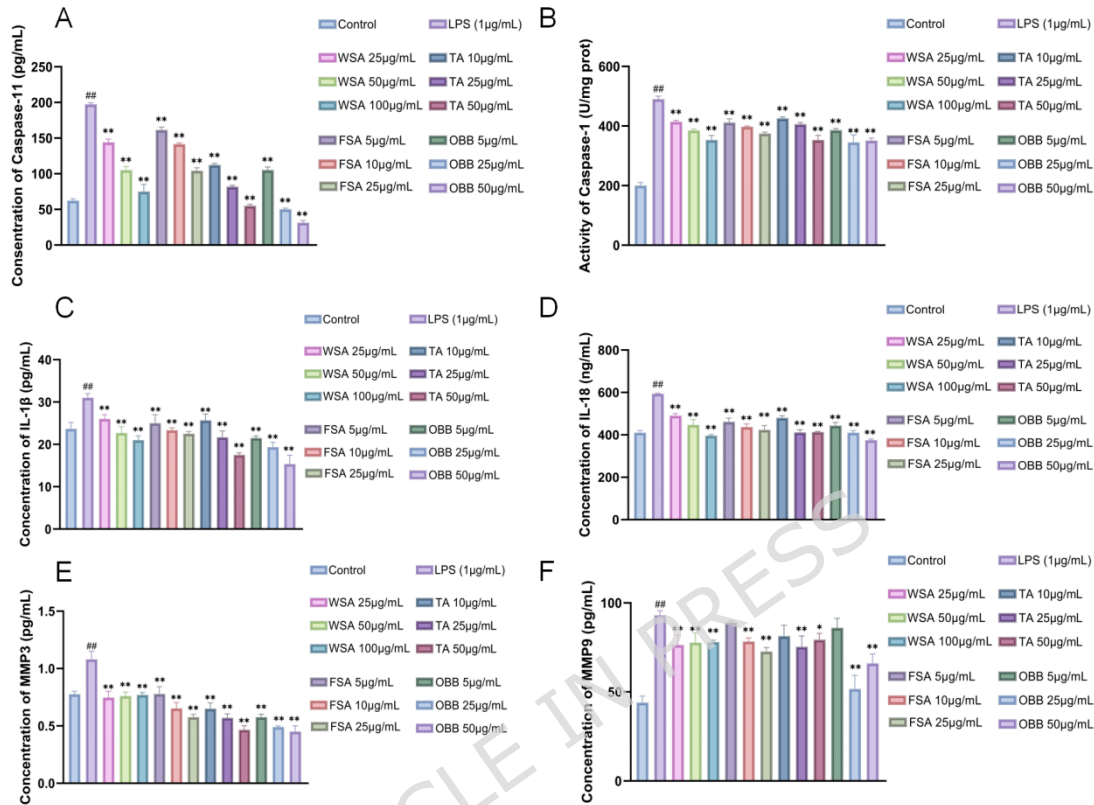 A
Consentration of Caspase-11 (pg/mL)
250
200
150
100
50
0
##
** ** ** ** ** ** ** ** ** ** ** **
Control
LPS (1μg/mL)
WSA 25μg/mL
TA 10μg/mL
WSA 50μg/mL
TA 25μg/mL
WSA 100μg/mL
TA 50μg/mL
FSA 5μg/mL
OBB 5μg/mL
FSA 10μg/mL
OBB 25μg/mL
FSA 25μg/mL
OBB 50μg/mL
B
Activity of Caspase-1 (U/mg prot)
600
400
200
0
##
** ** ** ** ** ** ** ** ** ** ** **
Control
LPS (1μg/mL)
WSA 25μg/mL
TA 10μg/mL
WSA 50μg/mL
TA 25μg/mL
WSA 100μg/mL
TA 50μg/mL
FSA 5μg/mL
OBB 5μg/mL
FSA 10μg/mL
OBB 25μg/mL
FSA 25μg/mL
OBB 50μg/mL
C
Concentration of IL-1β (pg/mL)
40
30
20
10
0
##
** ** ** ** ** ** ** ** ** ** ** **
Control
LPS (1μg/mL)
WSA 25μg/mL
TA 10μg/mL
WSA 50μg/mL
TA 25μg/mL
WSA 100μg/mL
TA 50μg/mL
FSA 5μg/mL
OBB 5μg/mL
FSA 10μg/mL
OBB 25μg/mL
FSA 25μg/mL
OBB 50μg/mL
D
Concentration of IL-18 (ng/mL)
800
600
400
200
0
##
** ** ** ** ** ** ** ** ** ** ** **
Control
LPS (1μg/mL)
WSA 25μg/mL
TA 10μg/mL
WSA 50μg/mL
TA 25μg/mL
WSA 100μg/mL
TA 50μg/mL
FSA 5μg/mL
OBB 5μg/mL
FSA 10μg/mL
OBB 25μg/mL
FSA 25μg/mL
OBB 50μg/mL
E
Concentration of MMP3 (pg/mL)
1.5
1.0
0.5
0.0
##
** ** ** ** ** ** ** ** ** ** ** **
Control
LPS (1μg/mL)
WSA 25μg/mL
TA 10μg/mL
WSA 50μg/mL
TA 25μg/mL
WSA 100μg/mL
TA 50μg/mL
FSA 5μg/mL
OBB 5μg/mL
FSA 10μg/mL
OBB 25μg/mL
FSA 25μg/mL
OBB 50μg/mL
F
Concentration of MMP9 (pg/mL)
100
50
0
##
** ** ** ** ** ** * ** **
Control
LPS (1μg/mL)
WSA 25μg/mL
TA 10μg/mL
WSA 50μg/mL
TA 25μg/mL
WSA 100μg/mL
TA 50μg/mL
FSA 5μg/mL
OBB 5μg/mL
FSA 10μg/mL
OBB 25μg/mL
FSA 25μg/mL
OBB 50μg/mL
CLE IN PRESS